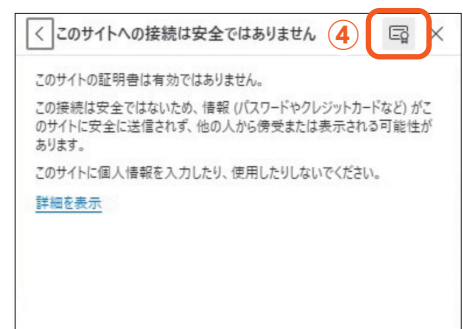 このサイトへの接続は安全ではありません ④
このサイトの証明書は有効ではありません。
この接続は安全ではないため、情報 (パスワードやクレジットカードなど) がこ
のサイトに安全に送信されず、他の人から傍受または表示される可能性が
あります。
このサイトに個人情報を入力したり、使用したりしないでください。
詳細を表示